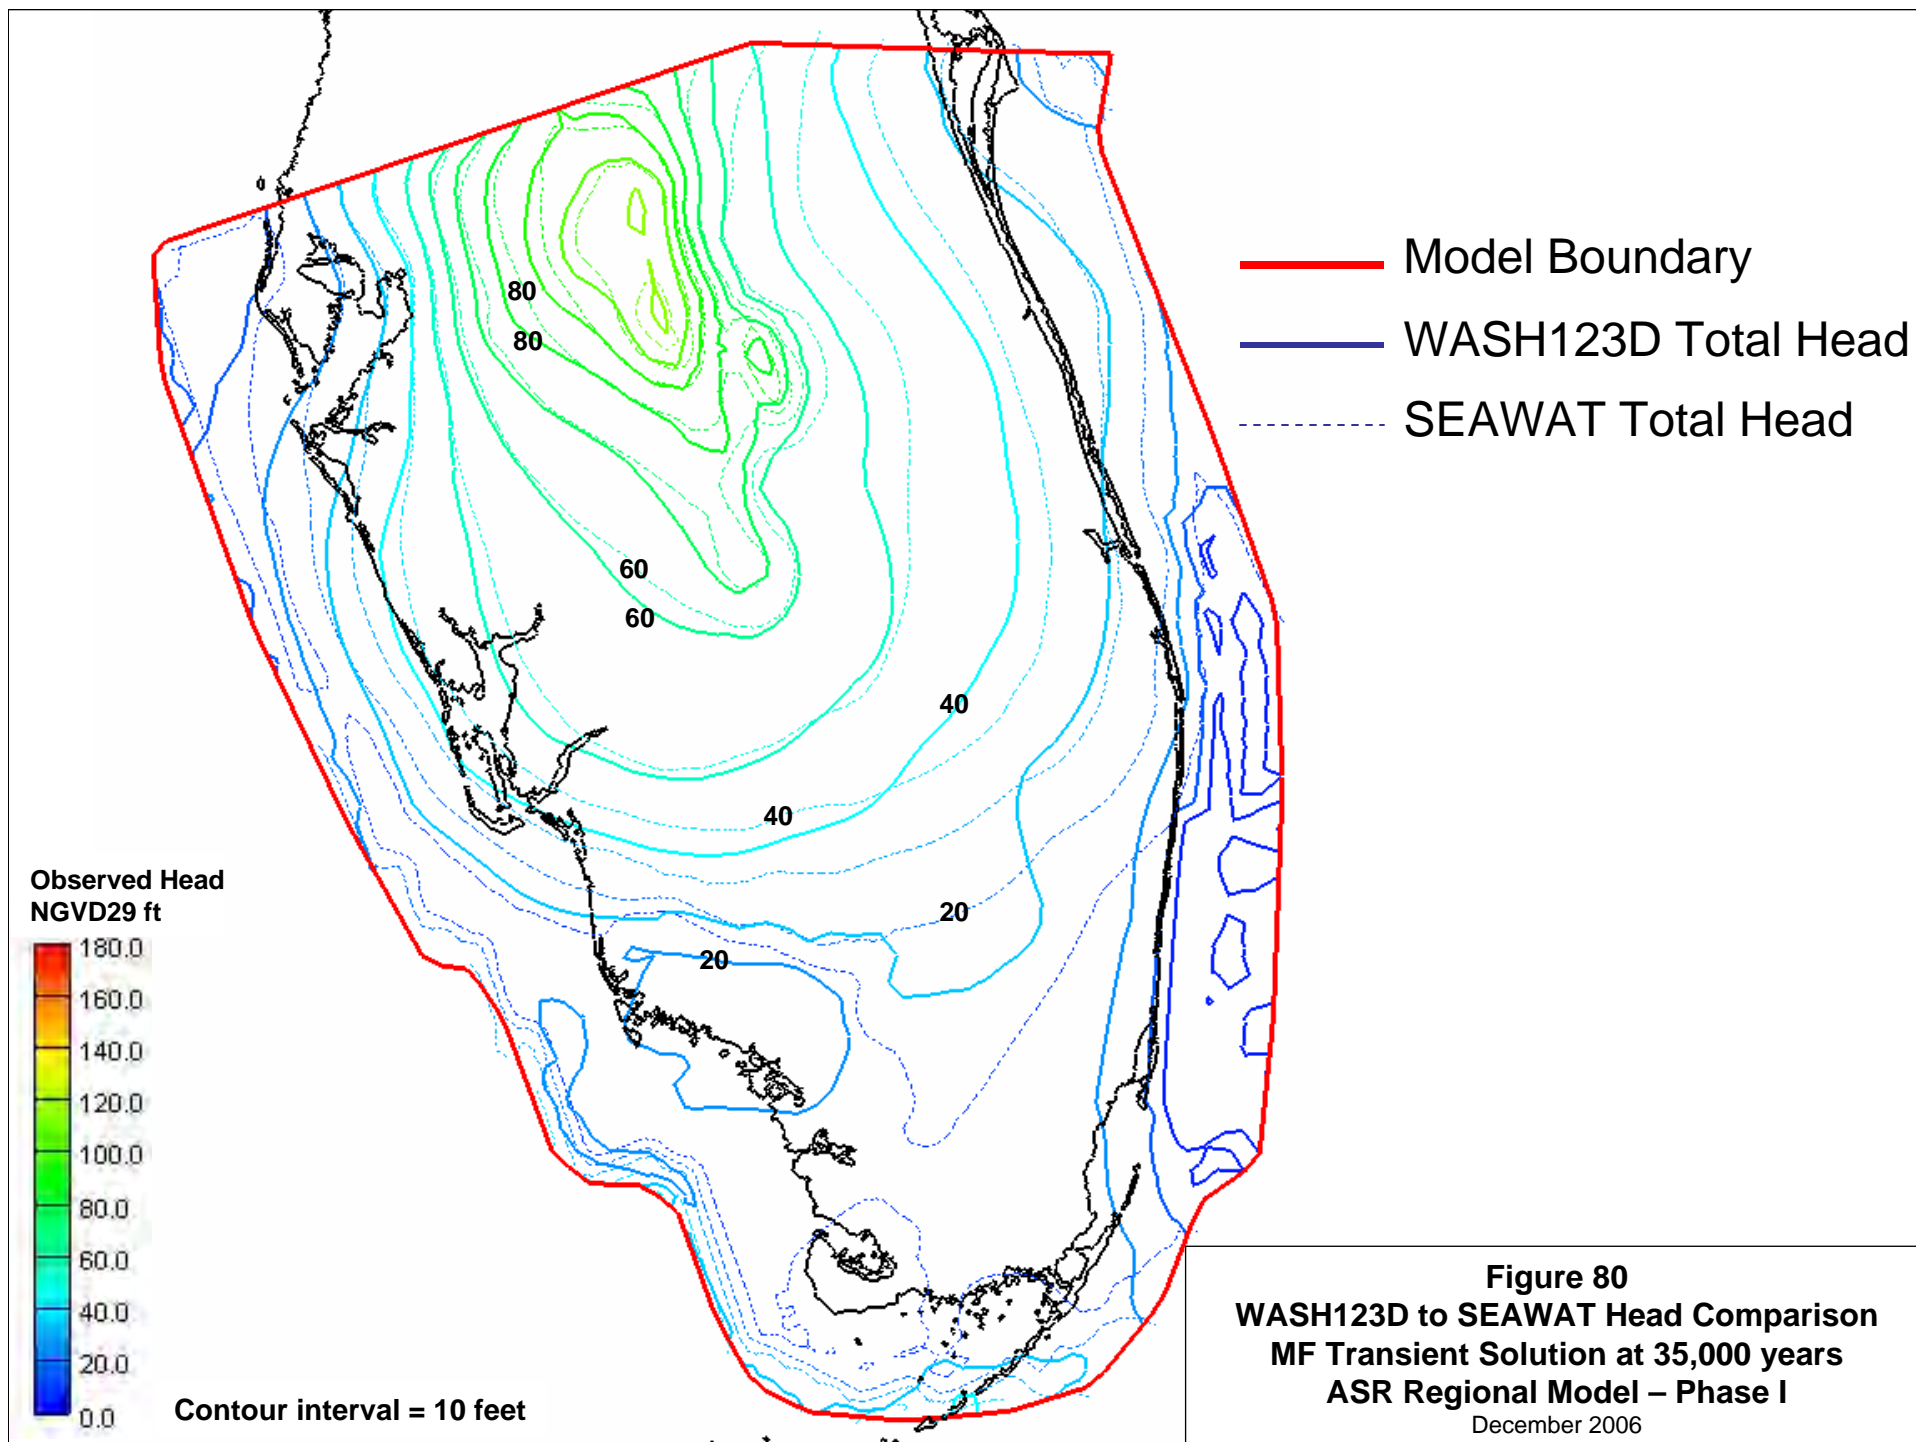 Model Boundary
WASH123D Total Head
SEAWAT Total Head
80
80
60
60
40
40
20
20
Observed Head
NGVD29 ft
180.0
160.0
140.0
120.0
100.0
80.0
60.0
40.0
20.0
0.0
Contour interval = 10 feet
Figure 80
WASH123D to SEAWAT Head Comparison
MF Transient Solution at 35,000 years
ASR Regional Model – Phase I
December 2006